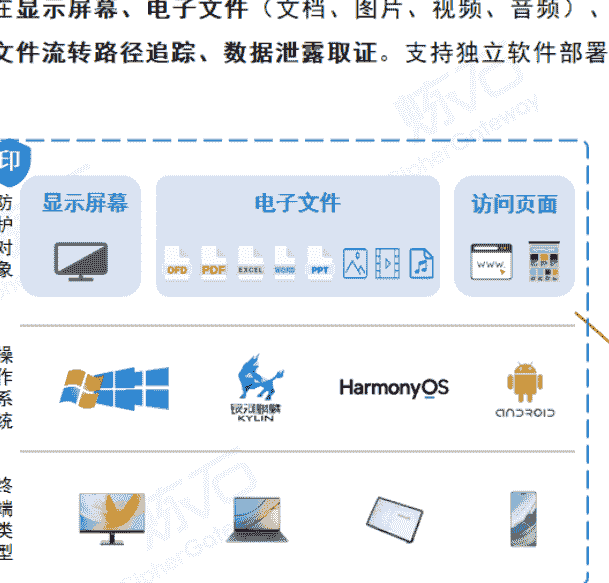 在显示屏幕、电子文件（文档、图片、视频、音频）、
文件流转路径追踪、数据泄露取证。支持独立软件部署
印
防护对象
显示屏幕
电子文件
访问页面
OFD
PDF
EXCEL
WORD
PPT
www.
操作系统
银河麒麟
KYLIN
HarmonyOS
ANDROID
终端类型
CipherGateway
CipherGateway